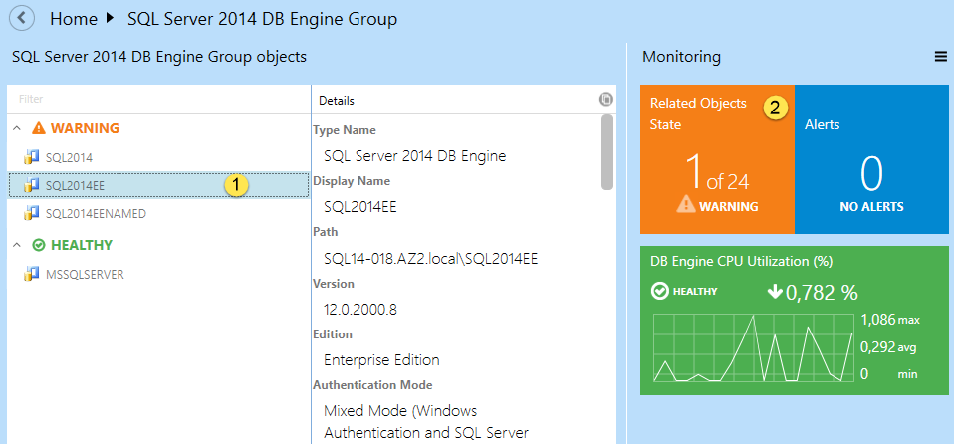 Home SQL Server 2014 DB Engine Group
SQL Server 2014 DB Engine Group objects
Filter
WARNING
SQL2014
SQL2014EE
1
SQL2014EENAMED
HEALTHY
MSSQLSERVER
Details
Type Name
SQL Server 2014 DB Engine
Display Name
SQL2014EE
Path
SQL14-018.AZ2.local\SQL2014EE
Version
12.0.2000.8
Edition
Enterprise Edition
Authentication Mode
Mixed Mode (Windows
Authentication and SQL Server
Monitoring
Related Objects
State
2
1 of 24
WARNING
Alerts
0
NO ALERTS
DB Engine CPU Utilization (%)
HEALTHY
0,782 %
1,086 max
0,292 avg
0 min